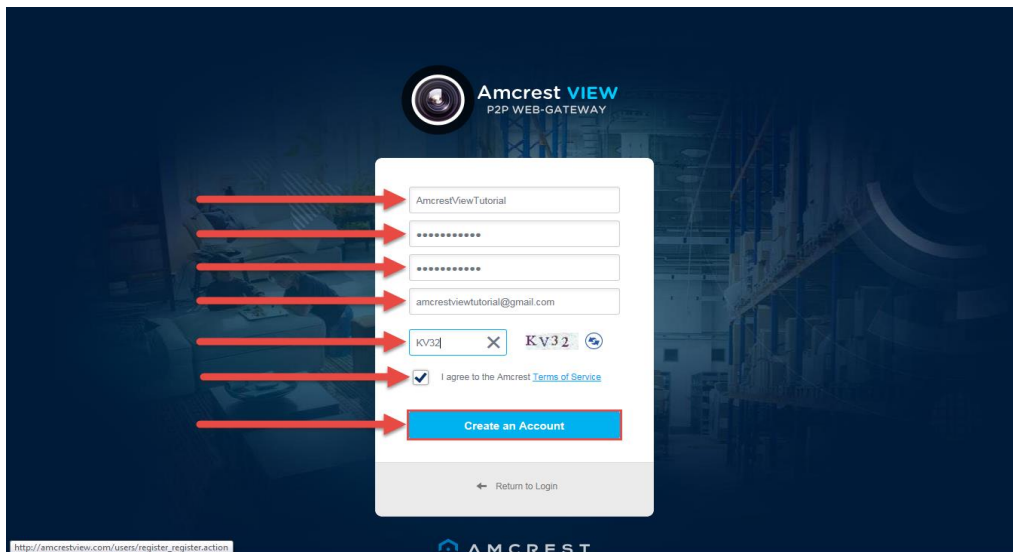 Amcrest VIEW
P2P WEB-GATEWAY
AmcrestViewTutorial
•••••••••••
•••••••••••
amcrestviewtutorial@gmail.com
KV32 KV32
I agree to the Amcrest Terms of Service
Create an Account
Return to Login
AMCREST
http://amcrestview.com/users/register_register.action